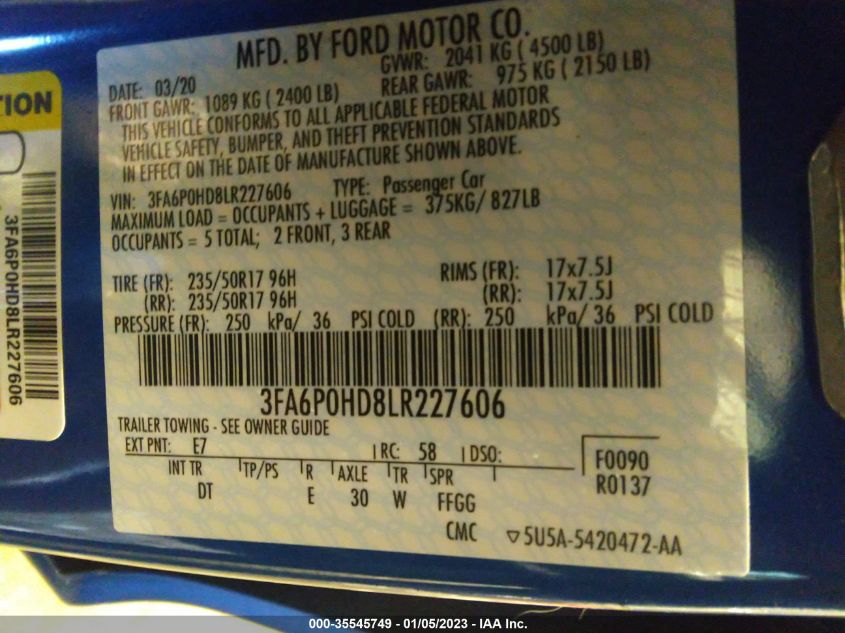 MFD. BY FORD MOTOR CO.
DATE: 03/20 GVWR: 2041 KG ( 4500 LB)
FRONT GAWR: 1089 KG ( 2400 LB) REAR GAWR: 975 KG ( 2150 LB)
THIS VEHICLE CONFORMS TO ALL APPLICABLE FEDERAL MOTOR
VEHICLE SAFETY, BUMPER, AND THEFT PREVENTION STANDARDS
IN EFFECT ON THE DATE OF MANUFACTURE SHOWN ABOVE.
VIN: 3FA6P0HD8LR227606 TYPE: Passenger Car
MAXIMUM LOAD = OCCUPANTS + LUGGAGE = 375KG/ 827LB
OCCUPANTS = 5 TOTAL; 2 FRONT, 3 REAR
TIRE (FR): 235/50R17 96H RIMS (FR): 17x7.5J
(RR): 235/50R17 96H (RR): 17x7.5J
PRESSURE (FR): 250 kPa/ 36 PSI COLD (RR): 250 kPa/ 36 PSI COLD
3FA6P0HD8LR227606
TRAILER TOWING - SEE OWNER GUIDE
EXT PNT: E7 RC: 58 DSO:
INT TR TP/PS R AXLE TR SPR
DT E 30 W FFGG
F0090
R0137
CMC ▽5U5A-5420472-AA
TION
3FA6P0HD8LR227606
000-35545749 - 01/05/2023 - IAA Inc.